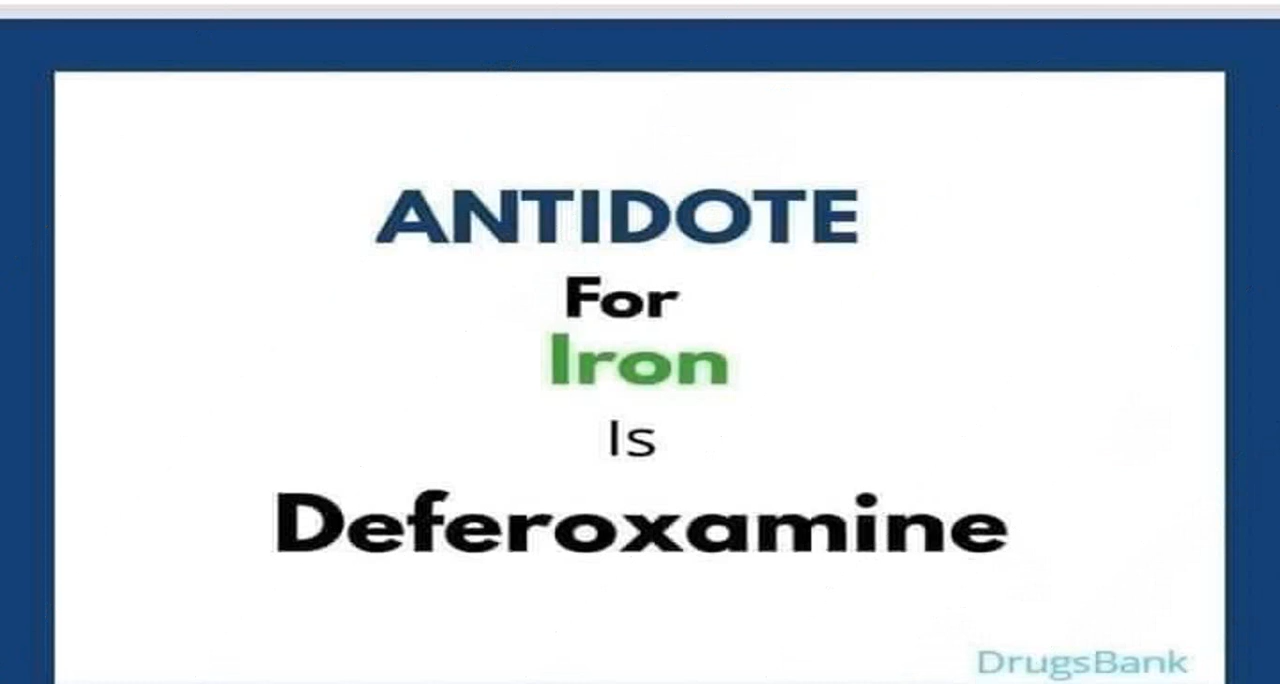 ANTIDOTE
For
Iron
Is
Deferoxamine
DrugsBank